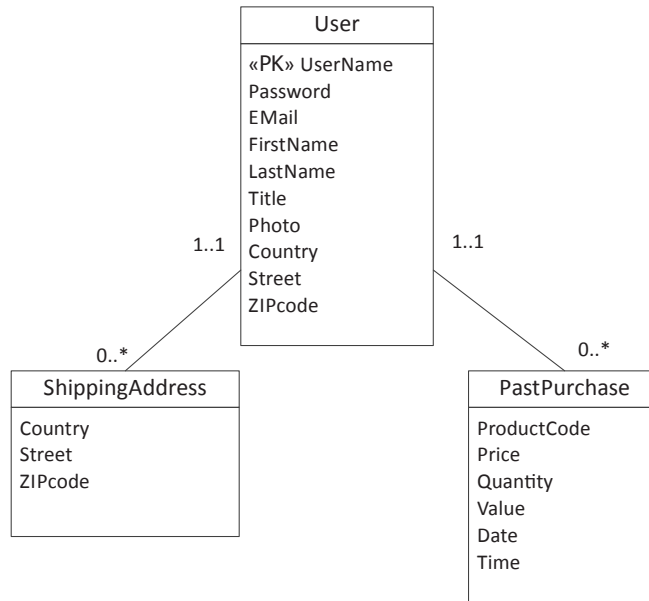 User
«PK» UserName
Password
EMail
FirstName
LastName
Title
Photo
Country
Street
ZIPcode
1..1
1..1
0..*
0..*
ShippingAddress
Country
Street
ZIPcode
PastPurchase
ProductCode
Price
Quantity
Value
Date
Time